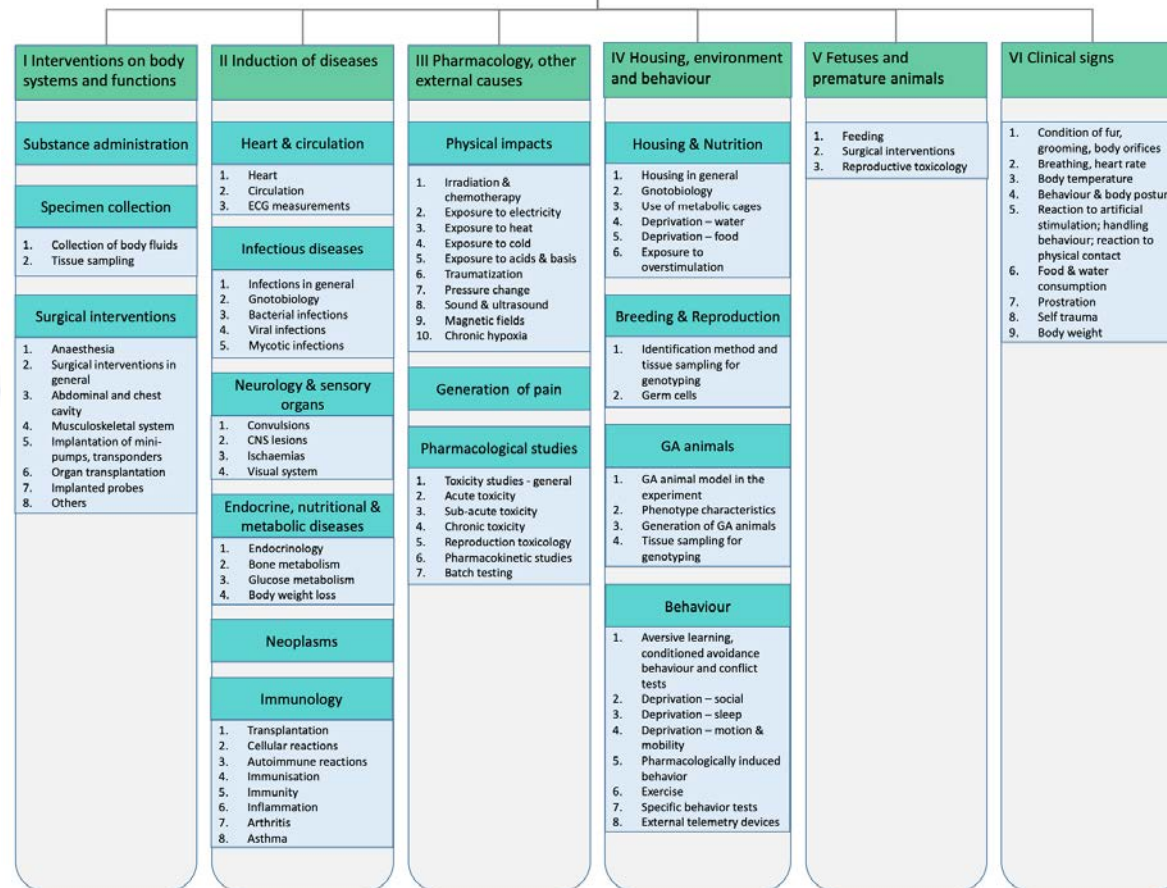 I Interventions on body
systems and functions
Substance administration
Specimen collection
1. Collection of body fluids
2. Tissue sampling
Surgical interventions
1. Anaesthesia
2. Surgical interventions in
general
3. Abdominal and chest
cavity
4. Musculoskeletal system
5. Implantation of mini-
pumps, transponders
6. Organ transplantation
7. Implanted probes
8. Others
II Induction of diseases
Heart & circulation
1. Heart
2. Circulation
3. ECG measurements
Infectious diseases
1. Infections in general
2. Gnotobiology
3. Bacterial infections
4. Viral infections
5. Mycotic infections
Neurology & sensory
organs
1. Convulsions
2. CNS lesions
3. Ischaemias
4. Visual system
Endocrine, nutritional &
metabolic diseases
1. Endocrinology
2. Bone metabolism
3. Glucose metabolism
4. Body weight loss
Neoplasms
Immunology
1. Transplantation
2. Cellular reactions
3. Autoimmune reactions
4. Immunisation
5. Immunity
6. Inflammation
7. Arthritis
8. Asthma
III Pharmacology, other
external causes
Physical impacts
1. Irradiation &
chemotherapy
2. Exposure to electricity
3. Exposure to heat
4. Exposure to cold
5. Exposure to acids & basis
6. Traumatization
7. Pressure change
8. Sound & ultrasound
9. Magnetic fields
10. Chronic hypoxia
Generation of pain
Pharmacological studies
1. Toxicity studies - general
2. Acute toxicity
3. Sub-acute toxicity
4. Chronic toxicity
5. Reproduction toxicology
6. Pharmacokinetic studies
7. Batch testing
IV Housing, environment
and behaviour
Housing & Nutrition
1. Housing in general
2. Gnotobiology
3. Use of metabolic cages
4. Deprivation – water
5. Deprivation – food
6. Exposure to
overstimulation
Breeding & Reproduction
1. Identification method and
tissue sampling for
genotyping
2. Germ cells
GA animals
1. GA animal model in the
experiment
2. Phenotype characteristics
3. Generation of GA animals
4. Tissue sampling for
genotyping
Behaviour
1. Aversive learning,
conditioned avoidance
behaviour and conflict
tests
2. Deprivation – social
3. Deprivation – sleep
4. Deprivation – motion &
mobility
5. Pharmacologically induced
behavior
6. Exercise
7. Specific behavior tests
8. External telemetry devices
V Fetuses and
premature animals
1. Feeding
2. Surgical interventions
3. Reproductive toxicology
VI Clinical signs
1. Condition of fur,
grooming, body orifices
2. Breathing, heart rate
3. Body temperature
4. Behaviour & body postur
5. Reaction to artificial
stimulation; handling
behaviour; reaction to
physical contact
6. Food & water
consumption
7. Prostration
8. Self trauma
9. Body weight